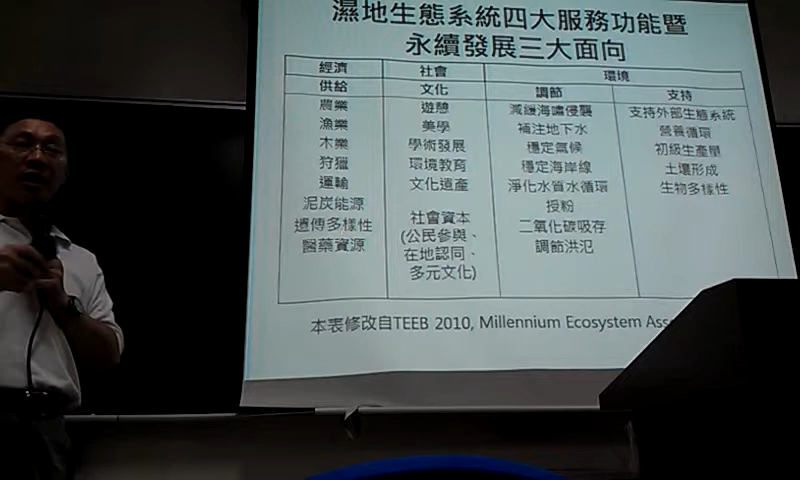 濕地生態系統四大服務功能暨
永續發展三大面向
經濟 社會 環境
供給 文化 調節 支持
農業 遊憩 減緩海嘯侵襲 支持外部生態系統
漁業 美學 補注地下水 營養循環
木業 學術發展 穩定氣候 初級生產量
狩獵 環境教育 穩定海岸線 土壤形成
運輸 文化遺產 淨化水質水循環 生物多樣性
泥炭能源 授粉
遺傳多樣性 社會資本 二氧化碳吸存
醫藥資源 (公民參與、 調節洪氾
在地認同、
多元文化)
本表修改自TEEB 2010, Millennium Ecosystem Ass